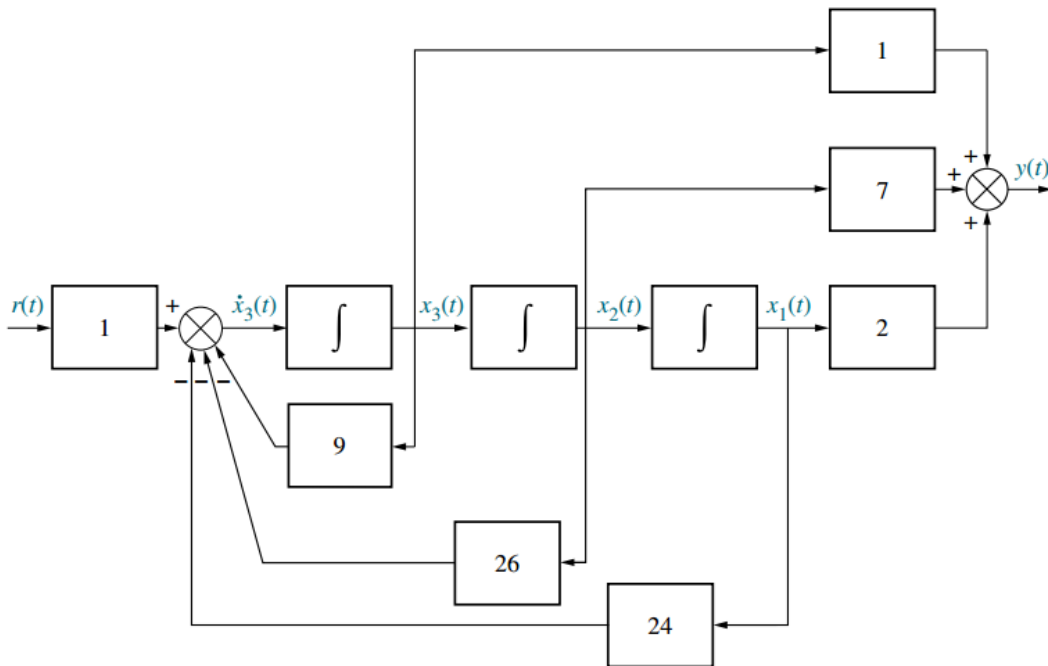 1
+
7
+
y(t)
+
r(t)
1
+
ẋ₃(t)
∫
x₃(t)
∫
x₂(t)
∫
x₁(t)
2
− − −
9
26
24